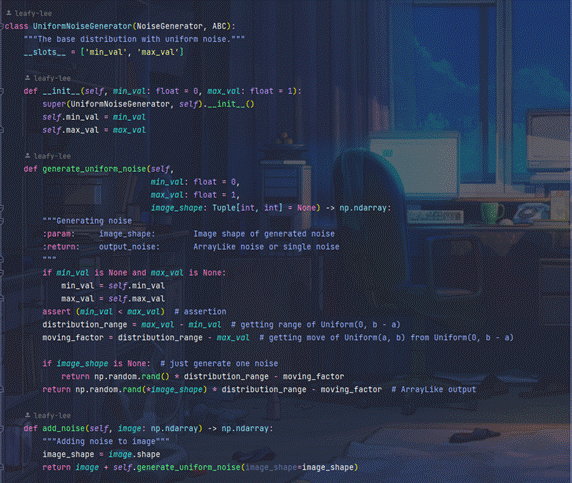 leafy-lee
class UniformNoiseGenerator(NoiseGenerator, ABC):
"""The base distribution with uniform noise."""
__slots__ = ['min_val', 'max_val']
leafy-lee
def __init__(self, min_val: float = 0, max_val: float = 1):
super(UniformNoiseGenerator, self).__init__()
self.min_val = min_val
self.max_val = max_val
leafy-lee
def generate_uniform_noise(self,
min_val: float = 0,
max_val: float = 1,
image_shape: Tuple[int, int] = None) -> np.ndarray:
"""Generating noise
:param: image_shape: Image shape of generated noise
:return: output_noise: ArrayLike noise or single noise
"""
if min_val is None and max_val is None:
min_val = self.min_val
max_val = self.max_val
assert (min_val < max_val) # assertion
distribution_range = max_val - min_val # getting range of Uniform(0, b - a)
moving_factor = distribution_range - max_val # getting move of Uniform(a, b) from Uniform(0, b - a)
if image_shape is None: # just generate one noise
return np.random.rand() * distribution_range - moving_factor
return np.random.rand(*image_shape) * distribution_range - moving_factor # ArrayLike output
leafy-lee
def add_noise(self, image: np.ndarray) -> np.ndarray:
"""Adding noise to image"""
image_shape = image.shape
return image + self.generate_uniform_noise(image_shape=image_shape)